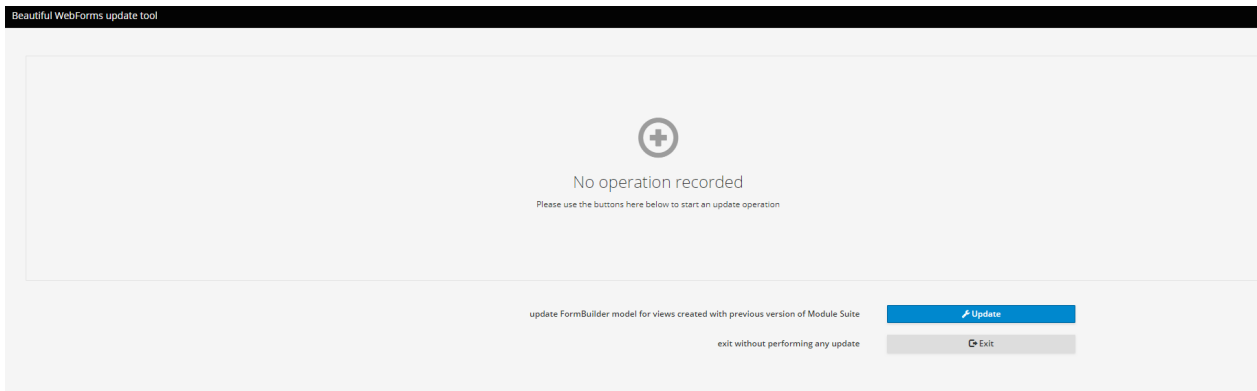 Beautiful WebForms update tool
No operation recorded
Please use the buttons here below to start an update operation
update FormBuilder model for views created with previous version of Module Suite
Update
exit without performing any update
Exit